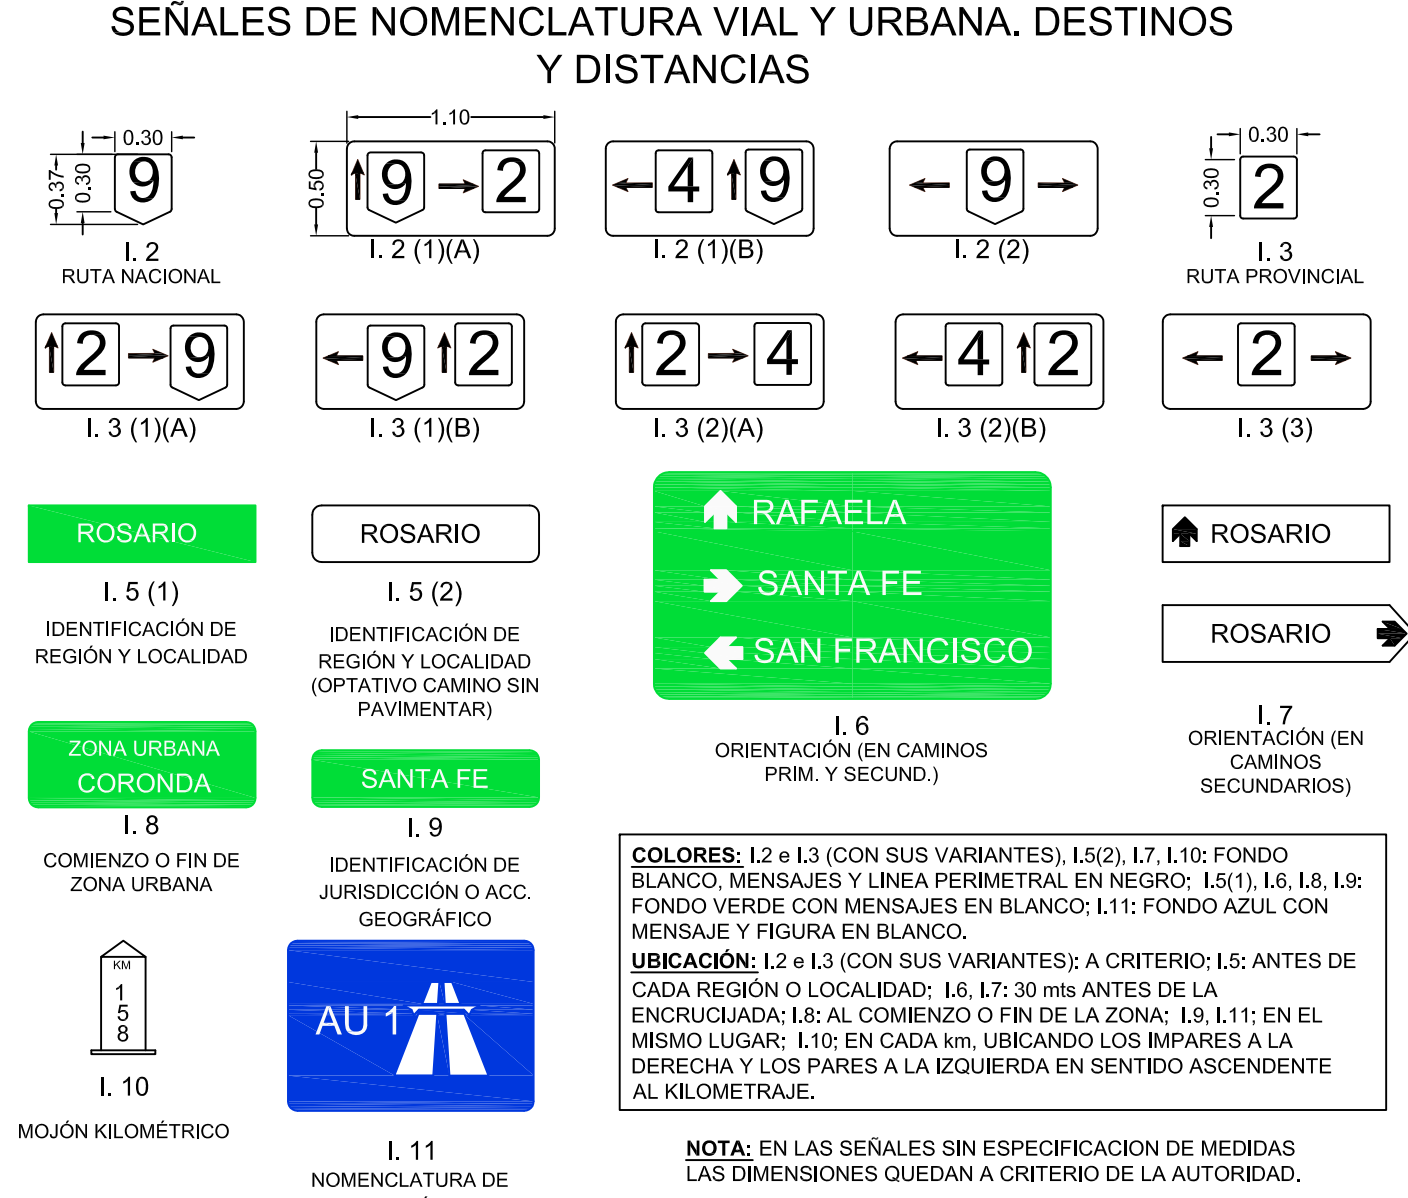 SEÑALES DE NOMENCLATURA VIAL Y URBANA. DESTINOS
Y DISTANCIAS
0.30
0.37
0.30
9
I. 2
RUTA NACIONAL
1.10
0.50
9 2
I. 2 (1)(A)
4 9
I. 2 (1)(B)
9
I. 2 (2)
0.30
0.30
2
I. 3
RUTA PROVINCIAL
2 9
I. 3 (1)(A)
9 2
I. 3 (1)(B)
2 4
I. 3 (2)(A)
4 2
I. 3 (2)(B)
2
I. 3 (3)
ROSARIO
I. 5 (1)
IDENTIFICACIÓN DE
REGIÓN Y LOCALIDAD
ROSARIO
I. 5 (2)
IDENTIFICACIÓN DE
REGIÓN Y LOCALIDAD
(OPTATIVO CAMINO SIN
PAVIMENTAR)
RAFAELA
SANTA FE
SAN FRANCISCO
I. 6
ORIENTACIÓN (EN CAMINOS
PRIM. Y SECUND.)
ROSARIO
ROSARIO
I. 7
ORIENTACIÓN (EN
CAMINOS
SECUNDARIOS)
ZONA URBANA
CORONDA
I. 8
COMIENZO O FIN DE
ZONA URBANA
SANTA FE
I. 9
IDENTIFICACIÓN DE
JURISDICCIÓN O ACC.
GEOGRÁFICO
KM
1
5
8
I. 10
MOJÓN KILOMÉTRICO
AU 1
I. 11
NOMENCLATURA DE
COLORES: I.2 e I.3 (CON SUS VARIANTES), I.5(2), I.7, I.10: FONDO
BLANCO, MENSAJES Y LINEA PERIMETRAL EN NEGRO; I.5(1), I.6, I.8, I.9:
FONDO VERDE CON MENSAJES EN BLANCO; I.11: FONDO AZUL CON
MENSAJE Y FIGURA EN BLANCO.
UBICACIÓN: I.2 e I.3 (CON SUS VARIANTES): A CRITERIO; I.5: ANTES DE
CADA REGIÓN O LOCALIDAD; I.6, I.7: 30 mts ANTES DE LA
ENCRUCIJADA; I.8: AL COMIENZO O FIN DE LA ZONA; I.9, I.11; EN EL
MISMO LUGAR; I.10; EN CADA km, UBICANDO LOS IMPARES A LA
DERECHA Y LOS PARES A LA IZQUIERDA EN SENTIDO ASCENDENTE
AL KILOMETRAJE.
NOTA: EN LAS SEÑALES SIN ESPECIFICACION DE MEDIDAS
LAS DIMENSIONES QUEDAN A CRITERIO DE LA AUTORIDAD.